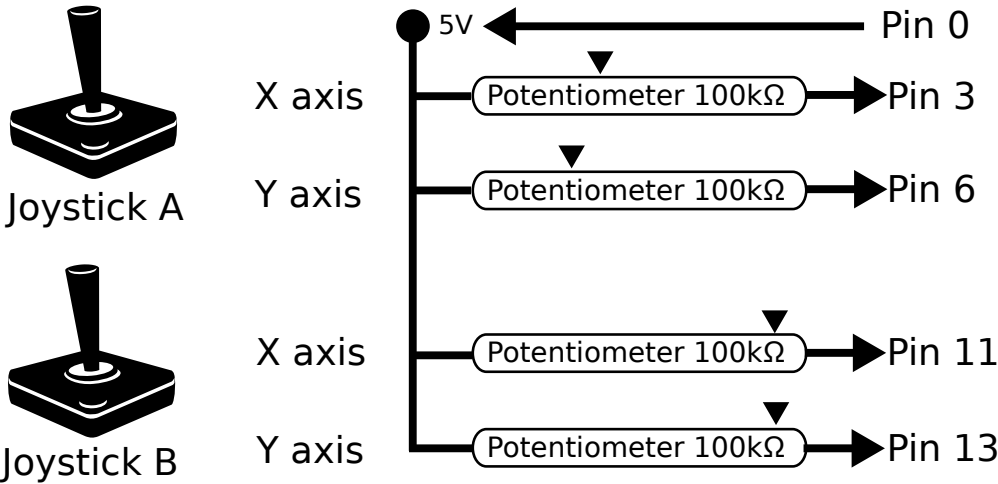 5V
Pin 0
X axis
Potentiometer 100kΩ
Pin 3
Y axis
Potentiometer 100kΩ
Pin 6
Joystick A
X axis
Potentiometer 100kΩ
Pin 11
Y axis
Potentiometer 100kΩ
Pin 13
Joystick B